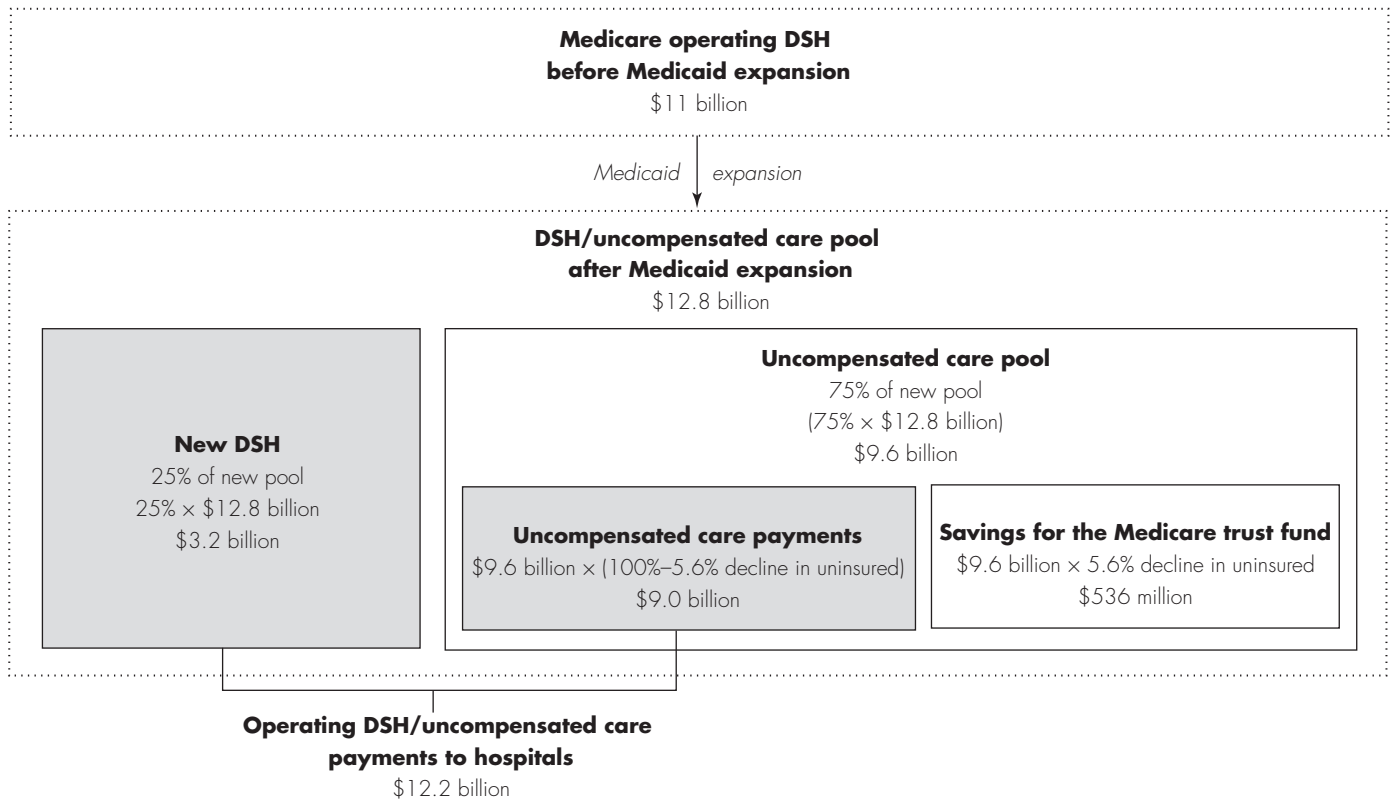 Medicare operating DSH
before Medicaid expansion
$11 billion
Medicaid expansion
DSH/uncompensated care pool
after Medicaid expansion
$12.8 billion
New DSH
25% of new pool
25% × $12.8 billion
$3.2 billion
Uncompensated care pool
75% of new pool
(75% × $12.8 billion)
$9.6 billion
Uncompensated care payments
$9.6 billion × (100%–5.6% decline in uninsured)
$9.0 billion
Savings for the Medicare trust fund
$9.6 billion × 5.6% decline in uninsured
$536 million
Operating DSH/uncompensated care
payments to hospitals
$12.2 billion